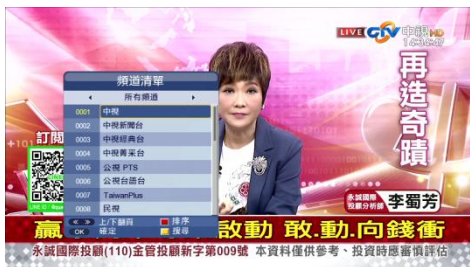 LIVE CTV 中視HD
14:34:47
再造奇蹟
頻道清單
所有頻道
0001 中視
0002 中視新聞台
0003 中視經典台
0004 中視菁采台
0005 公視 PTS
0006 公視台語台
0007 TaiwanPlus
0008 民視
上/下翻頁 排序
OK 確定 搜尋
訂閱
LINE ID
永誠國際
投顧分析師 李蜀芳
贏 啟動 敢.動.向錢衝
永誠國際投顧(110)金管投顧新字第009號 本資料僅供參考、投資時應審慎評估